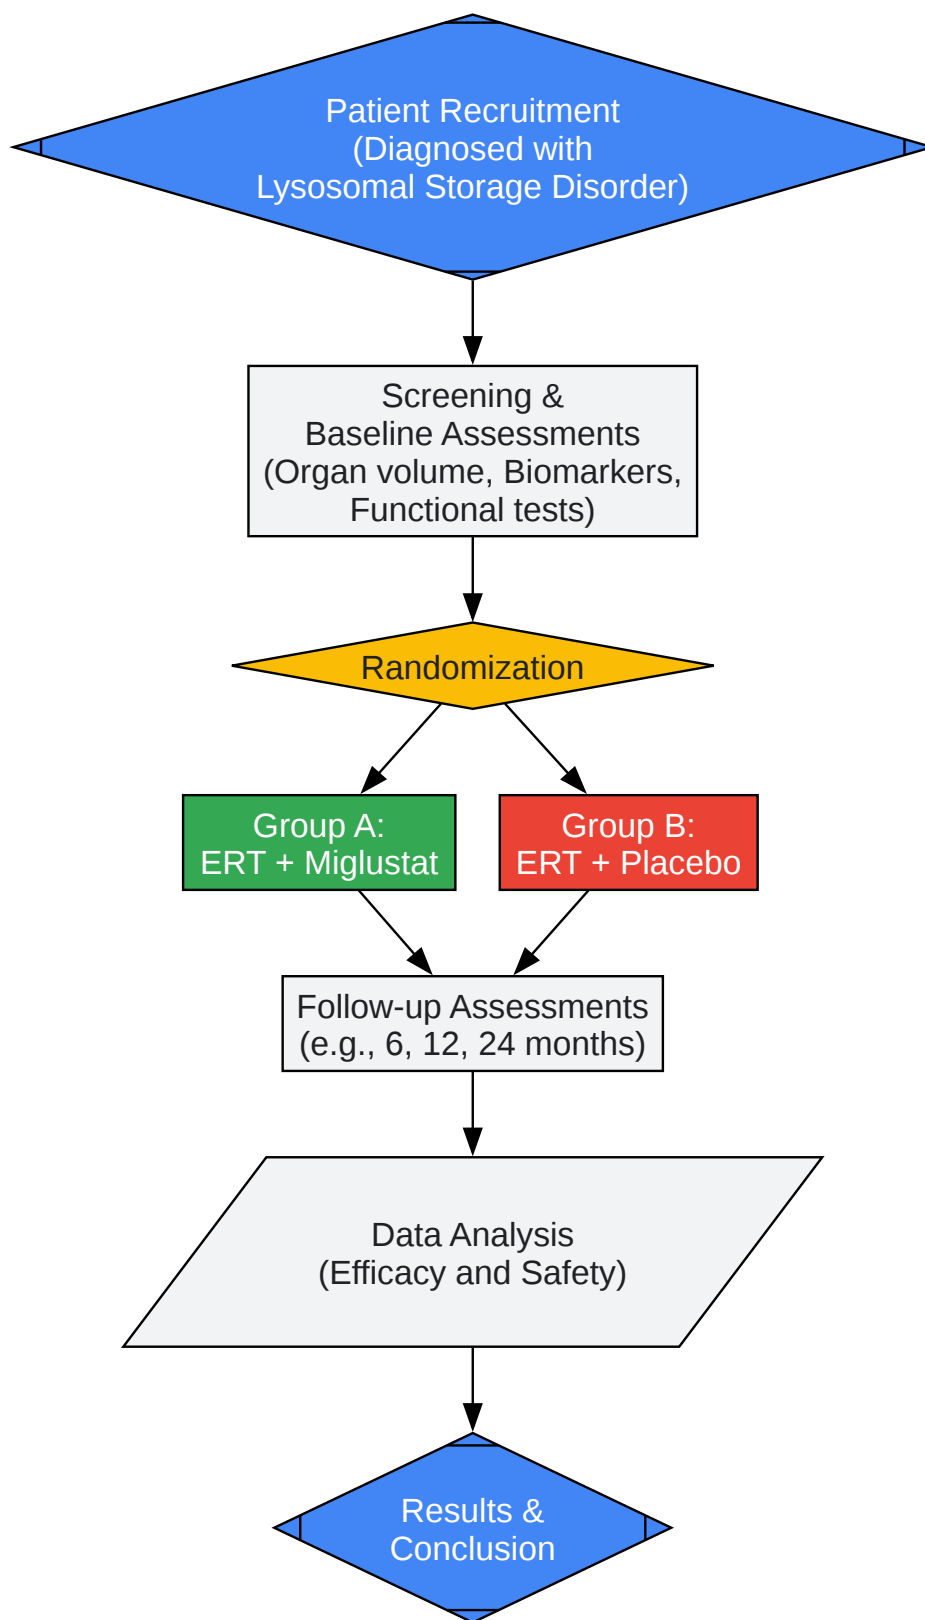 Patient Recruitment
(Diagnosed with
Lysosomal Storage Disorder)
Screening &
Baseline Assessments
(Organ volume, Biomarkers,
Functional tests)
Randomization
Group A:
ERT + Miglustat
Group B:
ERT + Placebo
Follow-up Assessments
(e.g., 6, 12, 24 months)
Data Analysis
(Efficacy and Safety)
Results &
Conclusion